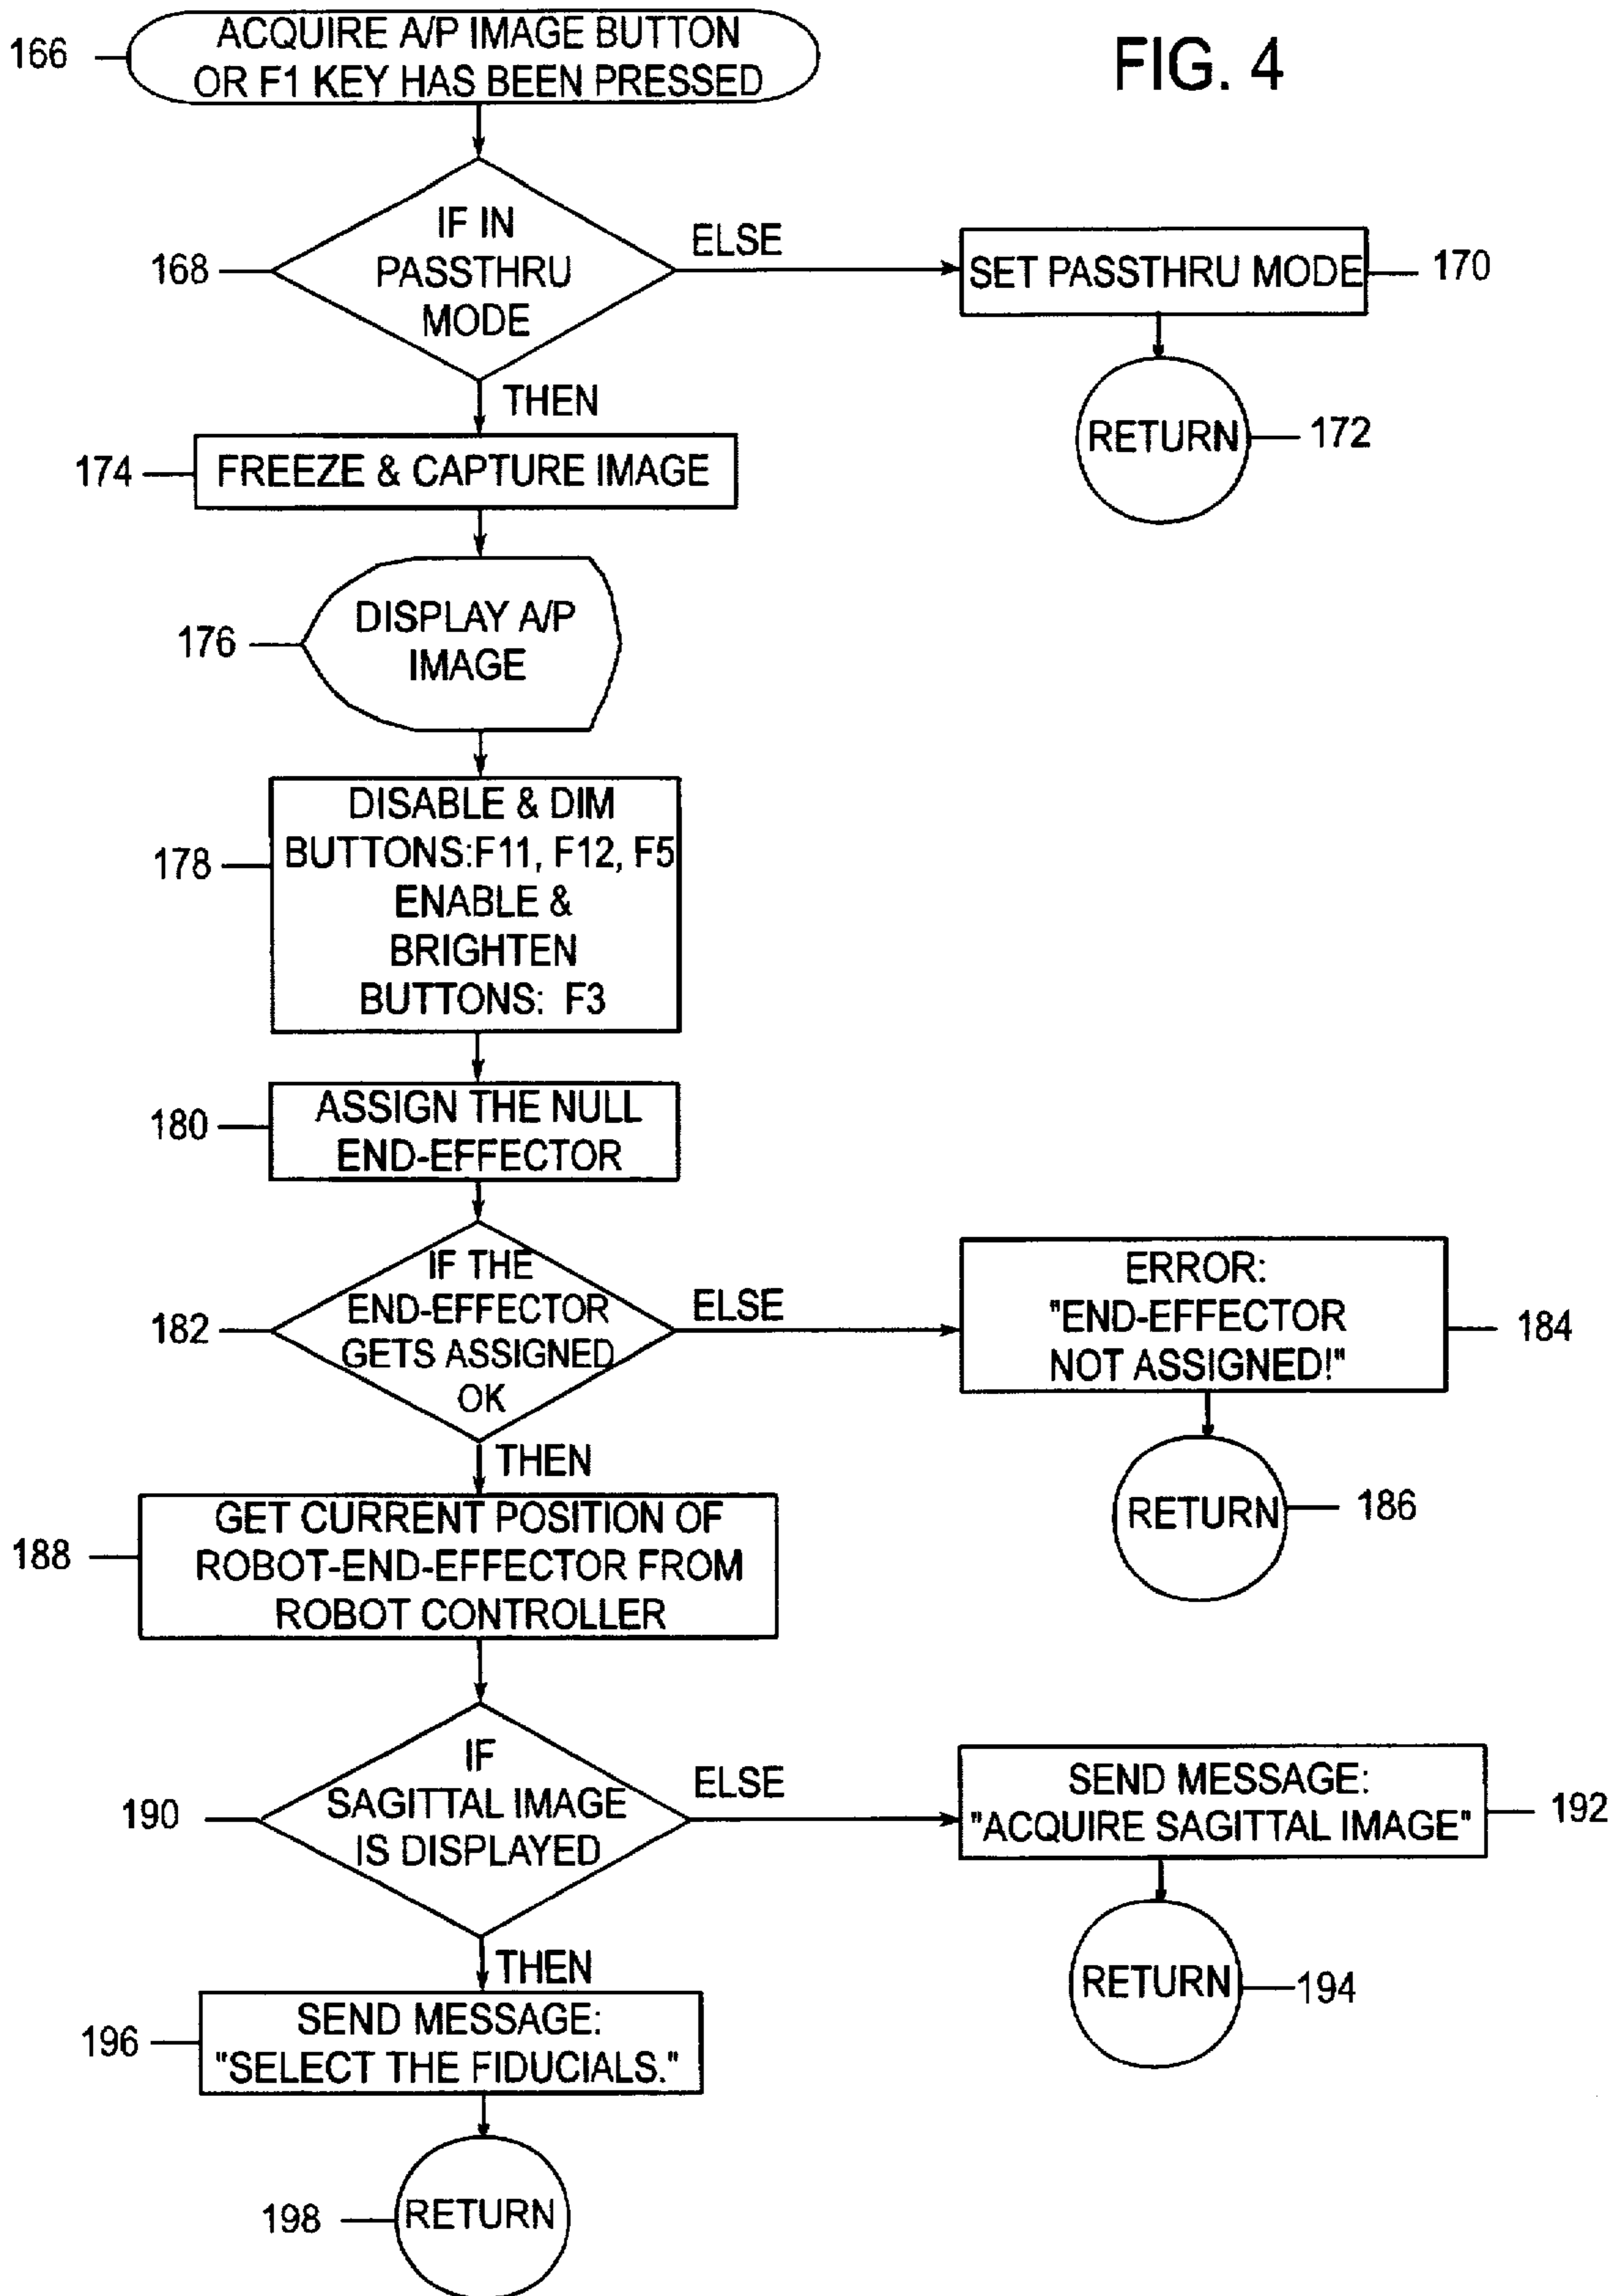 FIG. 4
166
ACQUIRE A/P IMAGE BUTTON
OR F1 KEY HAS BEEN PRESSED
168
IF IN
PASSTHRU
MODE
ELSE
SET PASSTHRU MODE
170
RETURN
172
THEN
174
FREEZE & CAPTURE IMAGE
176
DISPLAY A/P
IMAGE
178
DISABLE & DIM
BUTTONS:F11, F12, F5
ENABLE &
BRIGHTEN
BUTTONS: F3
180
ASSIGN THE NULL
END-EFFECTOR
182
IF THE
END-EFFECTOR
GETS ASSIGNED
OK
ELSE
ERROR:
"END-EFFECTOR
NOT ASSIGNED!"
184
RETURN
186
THEN
188
GET CURRENT POSITION OF
ROBOT-END-EFFECTOR FROM
ROBOT CONTROLLER
190
IF
SAGITTAL IMAGE
IS DISPLAYED
ELSE
SEND MESSAGE:
"ACQUIRE SAGITTAL IMAGE"
192
RETURN
194
THEN
196
SEND MESSAGE:
"SELECT THE FIDUCIALS."
198
RETURN